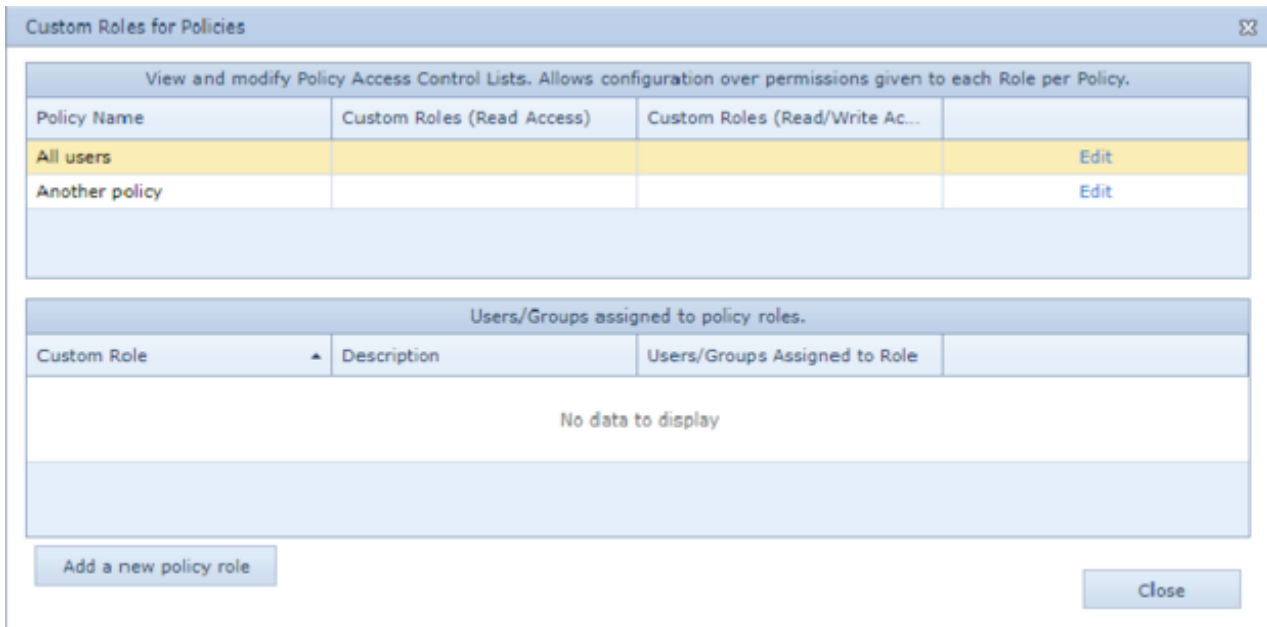 Custom Roles for Policies
View and modify Policy Access Control Lists. Allows configuration over permissions given to each Role per Policy.
Policy Name Custom Roles (Read Access) Custom Roles (Read/Write Ac...
All users Edit
Another policy Edit
Users/Groups assigned to policy roles.
Custom Role Description Users/Groups Assigned to Role
No data to display
Add a new policy role
Close